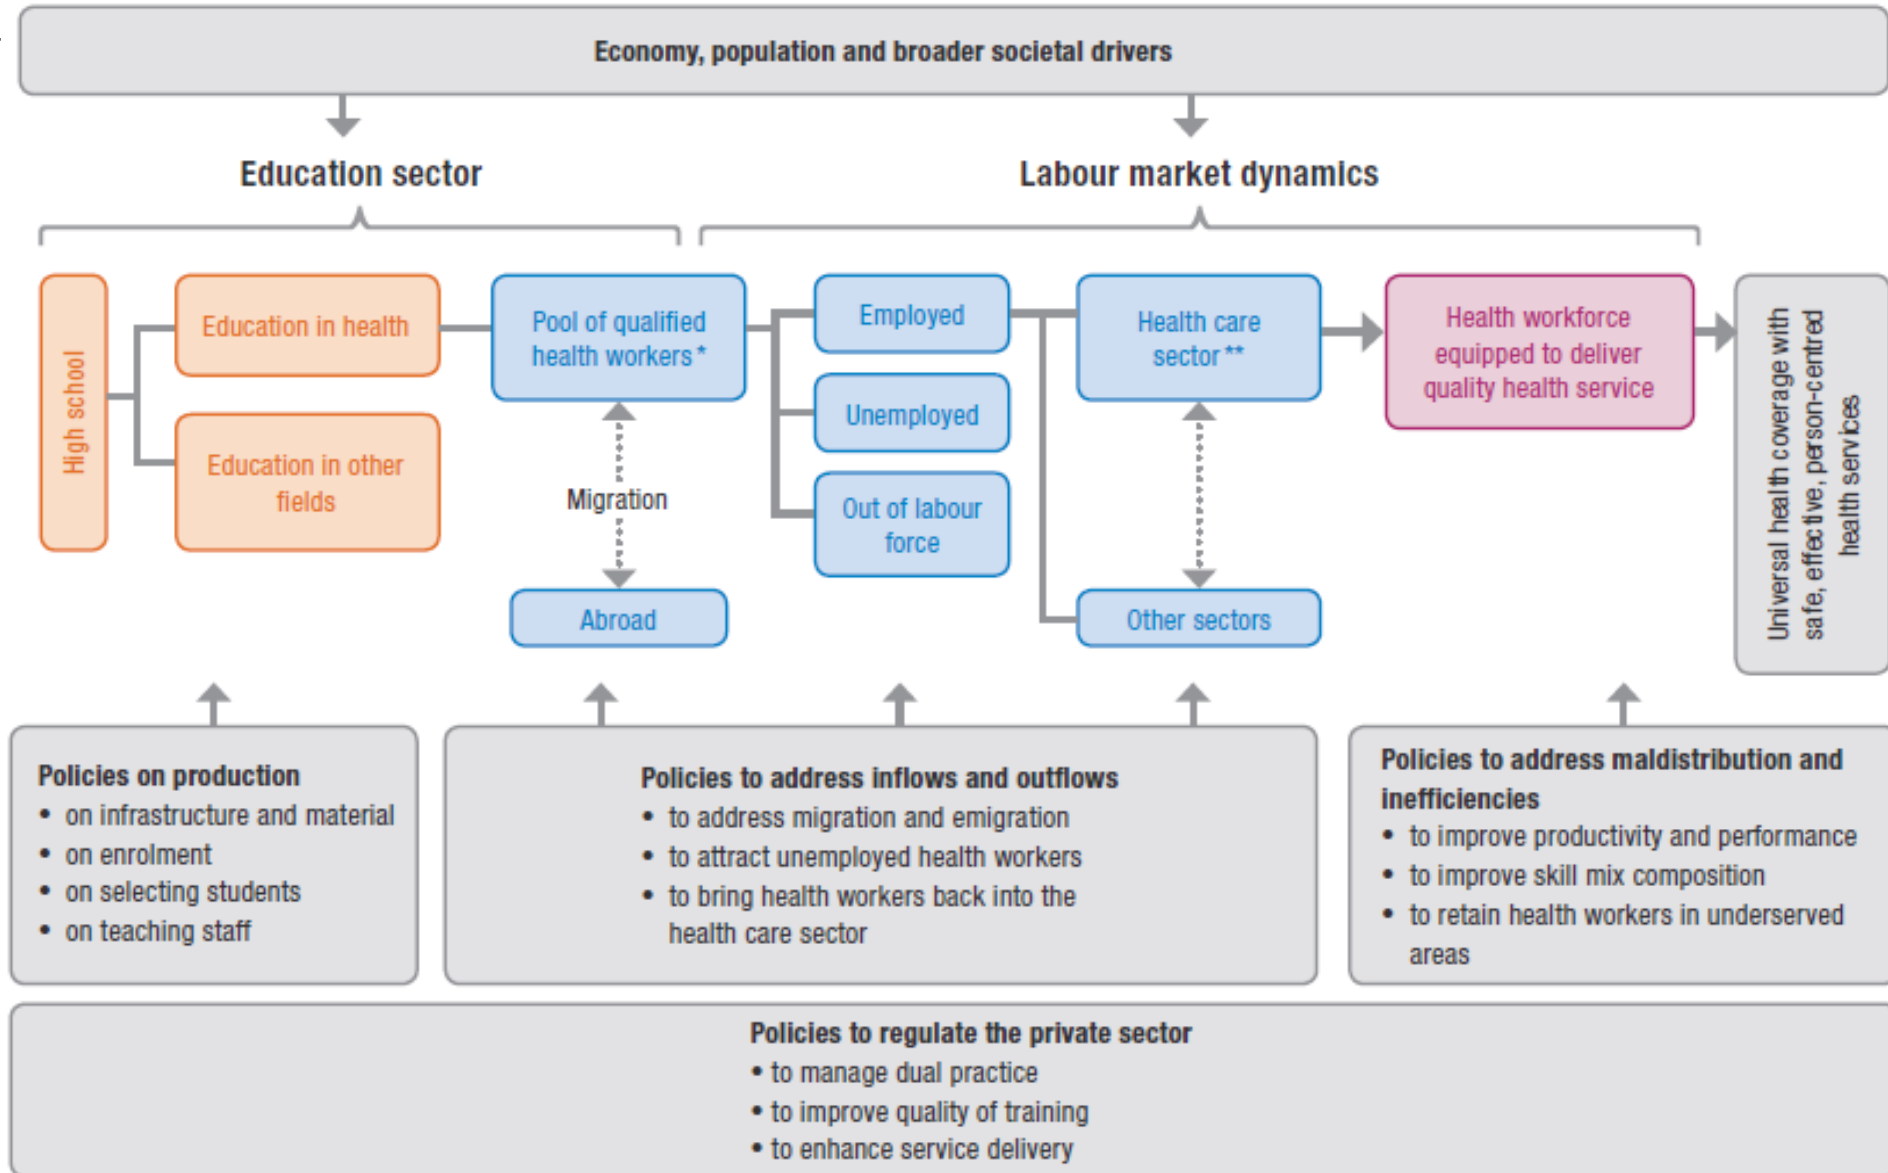 Economy, population and broader societal drivers
Education sector
Labour market dynamics
High school
Education in health
Education in other
fields
Pool of qualified
health workers*
Migration
Abroad
Employed
Unemployed
Out of labour
force
Health care
sector**
Other sectors
Health workforce
equipped to deliver
quality health service
Universal health coverage with
safe, effective, person-centred
health services
Policies on production
• on infrastructure and material
• on enrolment
• on selecting students
• on teaching staff
Policies to address inflows and outflows
• to address migration and emigration
• to attract unemployed health workers
• to bring health workers back into the
health care sector
Policies to address maldistribution and
inefficiencies
• to improve productivity and performance
• to improve skill mix composition
• to retain health workers in underserved
areas
Policies to regulate the private sector
• to manage dual practice
• to improve quality of training
• to enhance service delivery